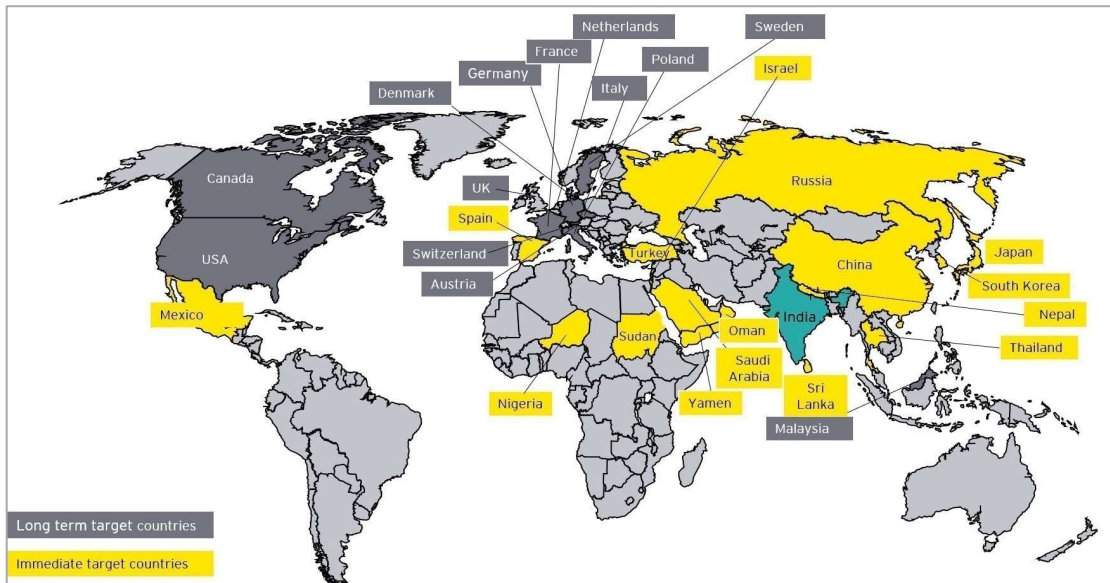 Netherlands
Sweden
France
Poland
Germany
Israel
Italy
Denmark
Canada
Russia
UK
Spain
USA
Switzerland
Turkey
China
Japan
Austria
South Korea
Mexico
India
Nepal
Oman
Sudan
Thailand
Saudi
Arabia
Nigeria
Yamen
Sri
Lanka
Malaysia
Long term target countries
Immediate target countries